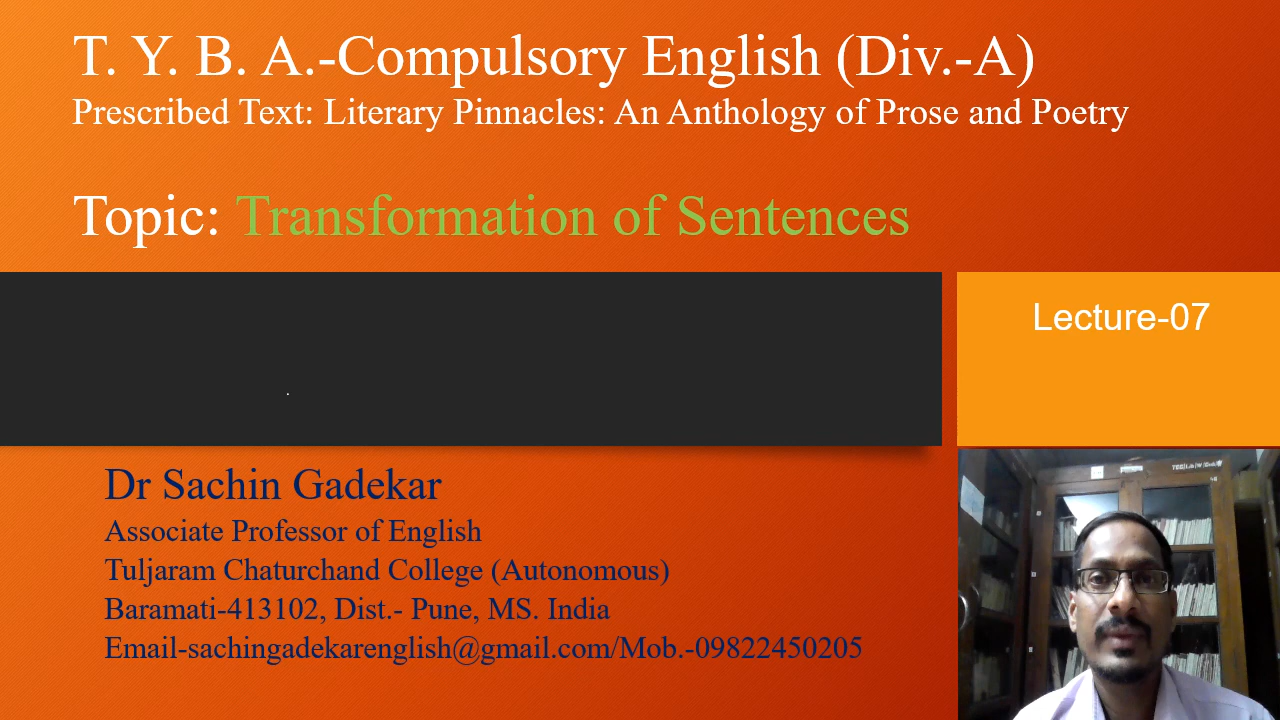 T. Y. B. A.-Compulsory English (Div.-A)
Prescribed Text: Literary Pinnacles: An Anthology of Prose and Poetry
Topic: Transformation of Sentences
Lecture-07
Dr Sachin Gadekar
Associate Professor of English
Tuljaram Chaturchand College (Autonomous)
Baramati-413102, Dist.- Pune, MS. India
Email-sachingadekarenglish@gmail.com/Mob.-09822450205